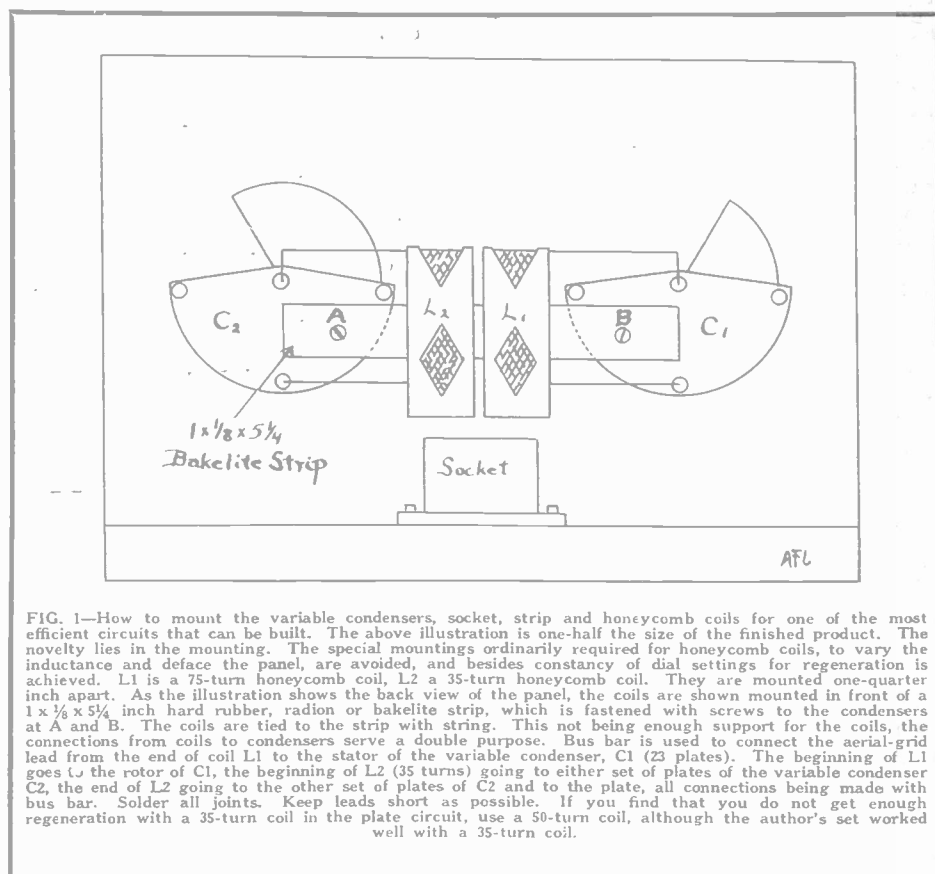 C₂
A
L₂
L₁
B
C₁
1 x 1/8 x 5 1/4
Bakelite Strip
Socket
AFL
FIG. 1—How to mount the variable condensers, socket, strip and honeycomb coils for one of the most
efficient circuits that can be built. The above illustration is one-half the size of the finished product. The
novelty lies in the mounting. The special mountings ordinarily required for honeycomb coils, to vary the
inductance and deface the panel, are avoided, and besides constancy of dial settings for regeneration is
achieved. L1 is a 75-turn honeycomb coil, L2 a 35-turn honeycomb coil. They are mounted one-quarter
inch apart. As the illustration shows the back view of the panel, the coils are shown mounted in front of a
1 x ⅛ x 5¼ inch hard rubber, radion or bakelite strip, which is fastened with screws to the condensers
at A and B. The coils are tied to the strip with string. This not being enough support for the coils, the
connections from coils to condensers serve a double purpose. Bus bar is used to connect the aerial-grid
lead from the end of coil L1 to the stator of the variable condenser, C1 (23 plates). The beginning of L1
goes to the rotor of C1, the beginning of L2 (35 turns) going to either set of plates of the variable condenser
C2, the end of L2 going to the other set of plates of C2 and to the plate, all connections being made with
bus bar. Solder all joints. Keep leads short as possible. If you find that you do not get enough
regeneration with a 35-turn coil in the plate circuit, use a 50-turn coil, although the author's set worked
well with a 35-turn coil.